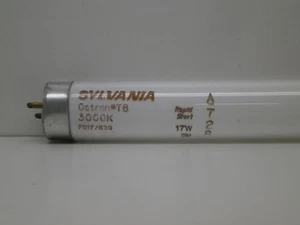 SYLVANIA
Octron® T8
3000K
FO17/830
Rapid
Start
17W